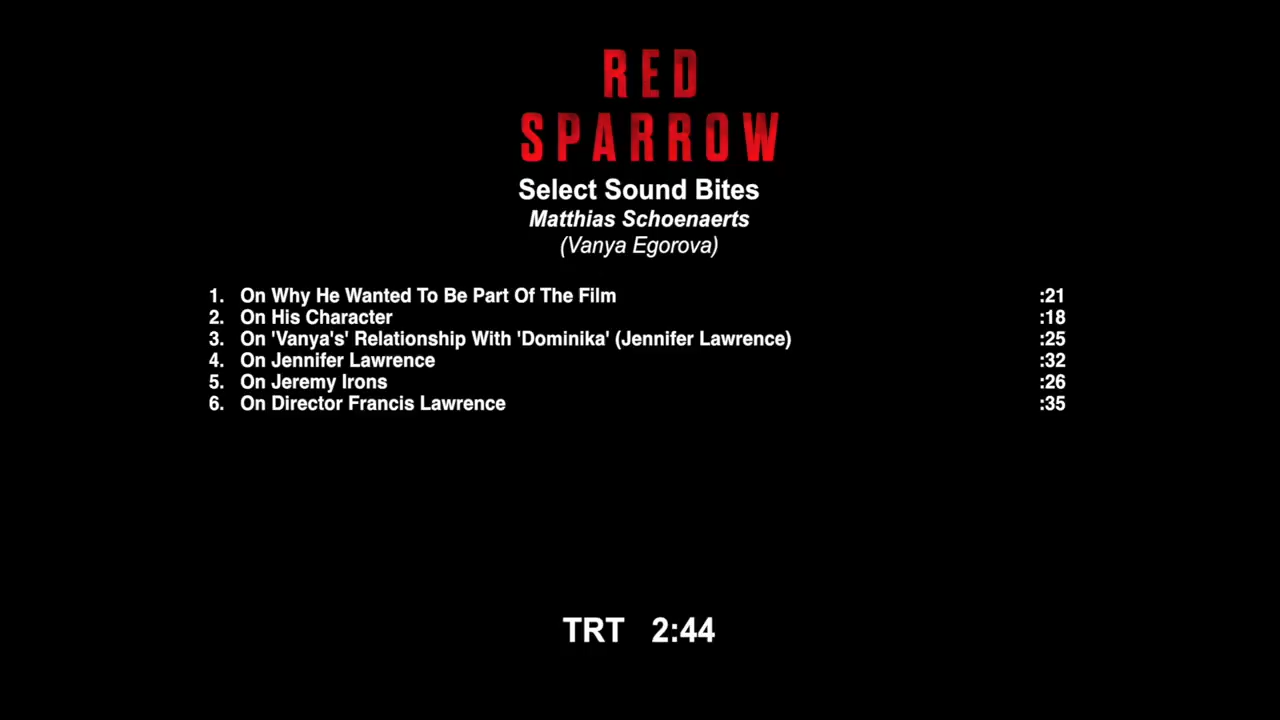 RED
SPARROW
Select Sound Bites
Matthias Schoenaerts
(Vanya Egorova)
1. On Why He Wanted To Be Part Of The Film :21
2. On His Character :18
3. On 'Vanya's' Relationship With 'Dominika' (Jennifer Lawrence) :25
4. On Jennifer Lawrence :32
5. On Jeremy Irons :26
6. On Director Francis Lawrence :35
TRT 2:44